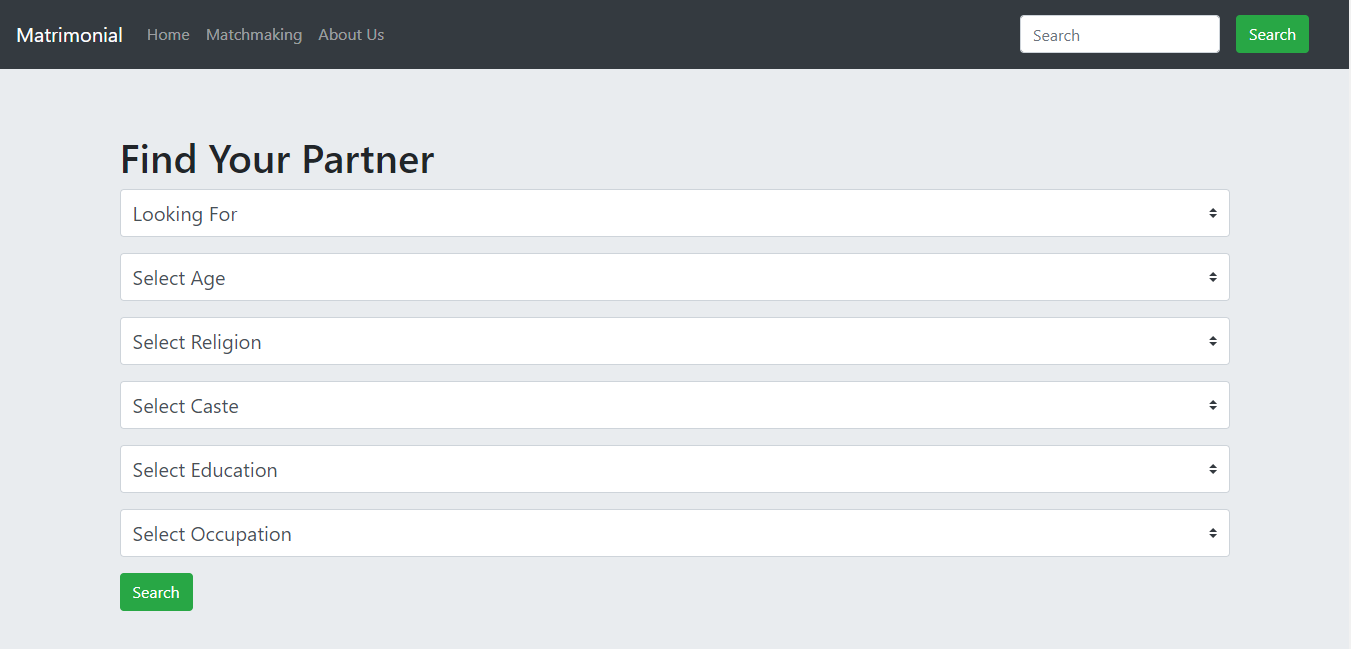 Matrimonial Home Matchmaking About Us Search Search
Find Your Partner
Looking For
Select Age
Select Religion
Select Caste
Select Education
Select Occupation
Search